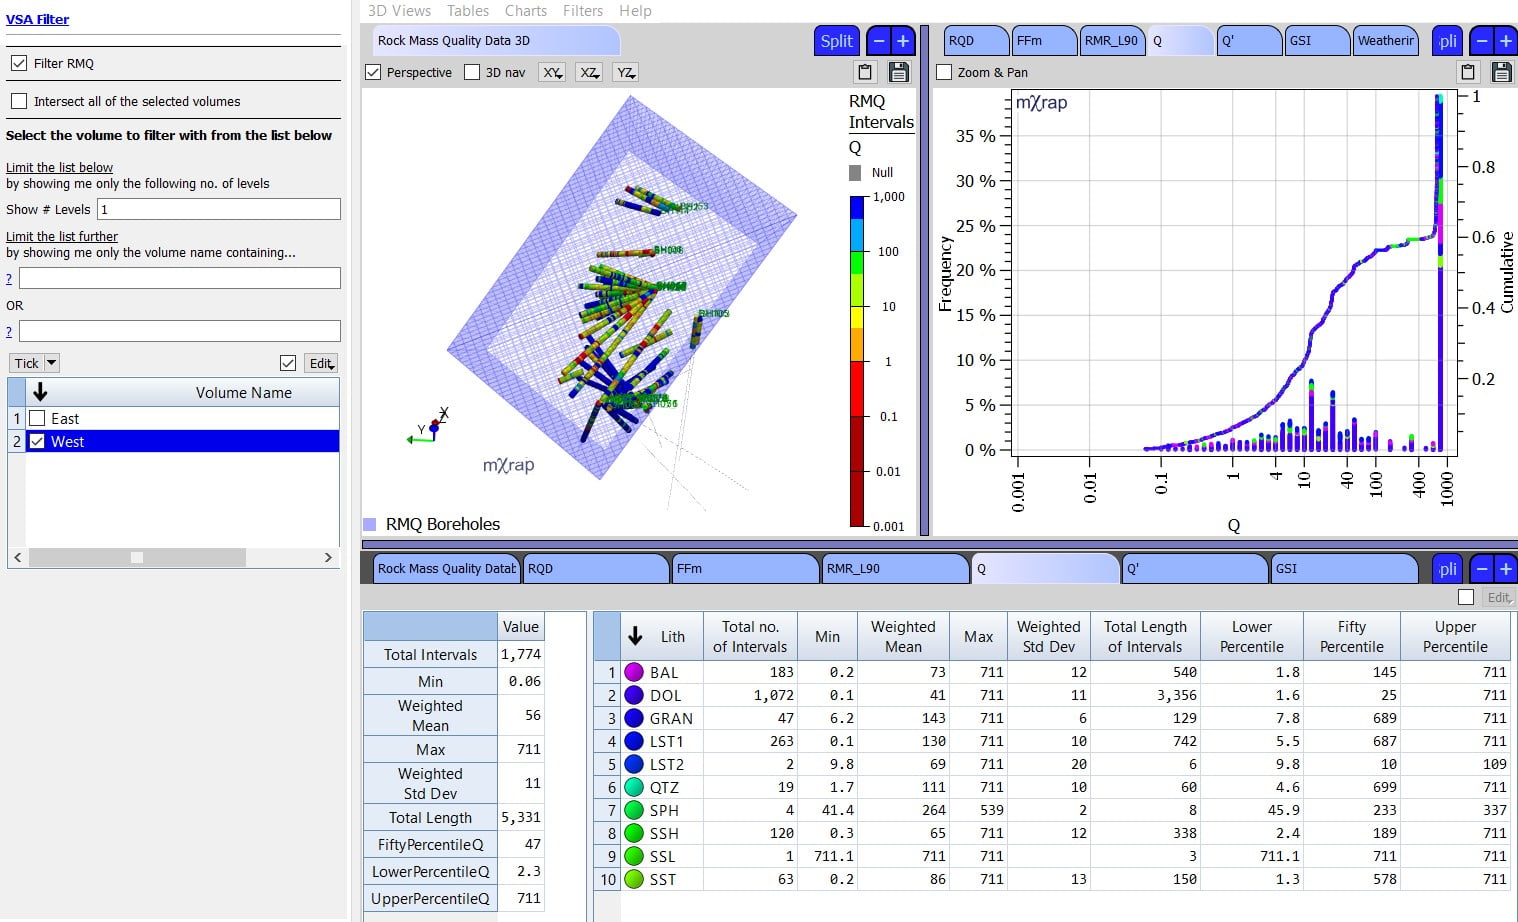 VSA Filter
Filter RMQ
Intersect all of the selected volumes
Select the volume to filter with from the list below
Limit the list below
by showing me only the following no. of levels
Show # Levels 1
Limit the list further
by showing me only the volume name containing...
?
OR
?
Tick Edit
Volume Name
1 East
2 West
3D Views Tables Charts Filters Help
Rock Mass Quality Data 3D Split − +
Perspective 3D nav XY XZ YZ
RMQ
Intervals
Q
Null
1,000
100
10
1
0.1
0.01
0.001
X
Y
mXrap
RMQ Boreholes
RQD FFm RMR_L90 Q Q' GSI Weatherin pli − +
Zoom & Pan
mXrap
Frequency
35 %
30 %
25 %
20 %
15 %
10 %
5 %
0 %
1
0.8
0.6
0.4
0.2
Cumulative
0.001 0.01 0.1 1 4 10 40 100 400 1000
Q
Rock Mass Quality Datab RQD FFm RMR_L90 Q Q' GSI pli − +
Edit
Value
Total Intervals 1,774
Min 0.06
Weighted Mean 56
Max 711
Weighted Std Dev 11
Total Length 5,331
FiftyPercentileQ 47
LowerPercentileQ 2.3
UpperPercentileQ 711
Lith Total no. of Intervals Min Weighted Mean Max Weighted Std Dev Total Length of Intervals Lower Percentile Fifty Percentile Upper Percentile
1 BAL 183 0.2 73 711 12 540 1.8 145 711
2 DOL 1,072 0.1 41 711 11 3,356 1.6 25 711
3 GRAN 47 6.2 143 711 6 129 7.8 689 711
4 LST1 263 0.1 130 711 10 742 5.5 687 711
5 LST2 2 9.8 69 711 20 6 9.8 10 109
6 QTZ 19 1.7 111 711 10 60 4.6 699 711
7 SPH 4 41.4 264 539 2 8 45.9 233 337
8 SSH 120 0.3 65 711 12 338 2.4 189 711
9 SSL 1 711.1 711 711 3 711.1 711 711
10 SST 63 0.2 86 711 13 150 1.3 578 711